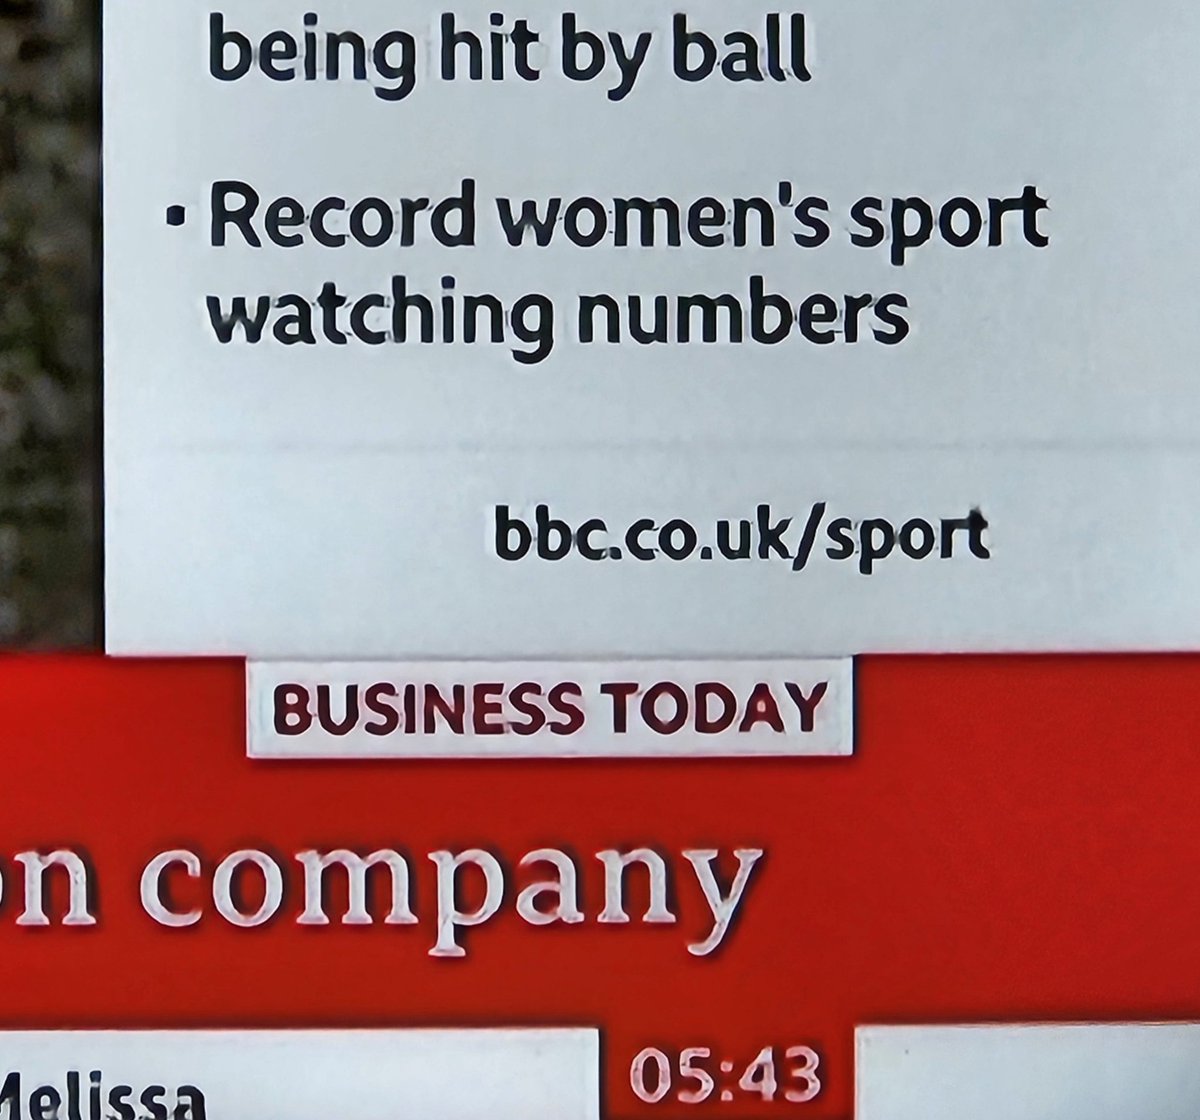 being hit by ball
· Record women's sport
watching numbers
bbc.co.uk/sport
BUSINESS TODAY
on company
Melissa
05:43